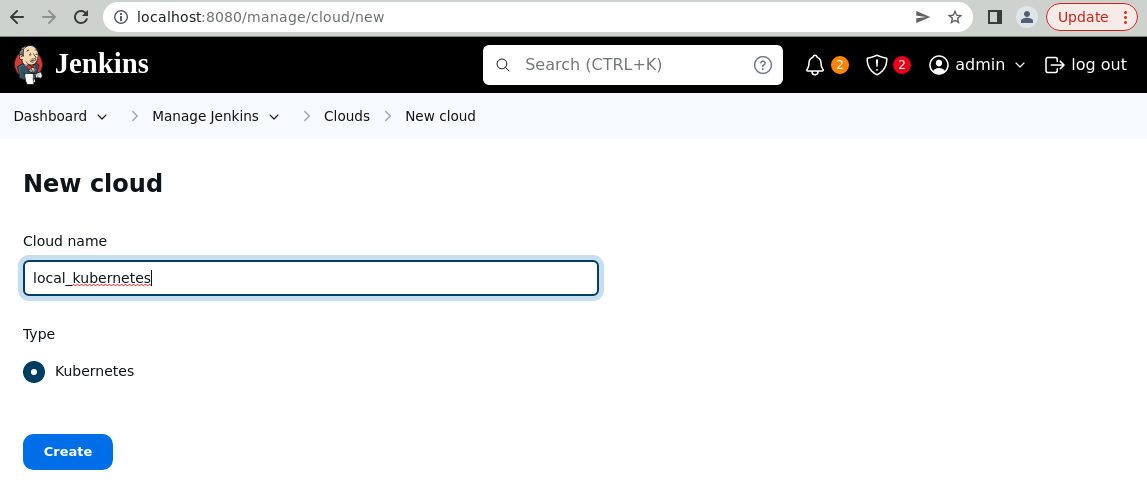 localhost:8080/manage/cloud/new
Update
Jenkins
Search (CTRL+K)
?
2
2
admin
log out
Dashboard
Manage Jenkins
Clouds
New cloud
New cloud
Cloud name
local_kubernetes
Type
Kubernetes
Create